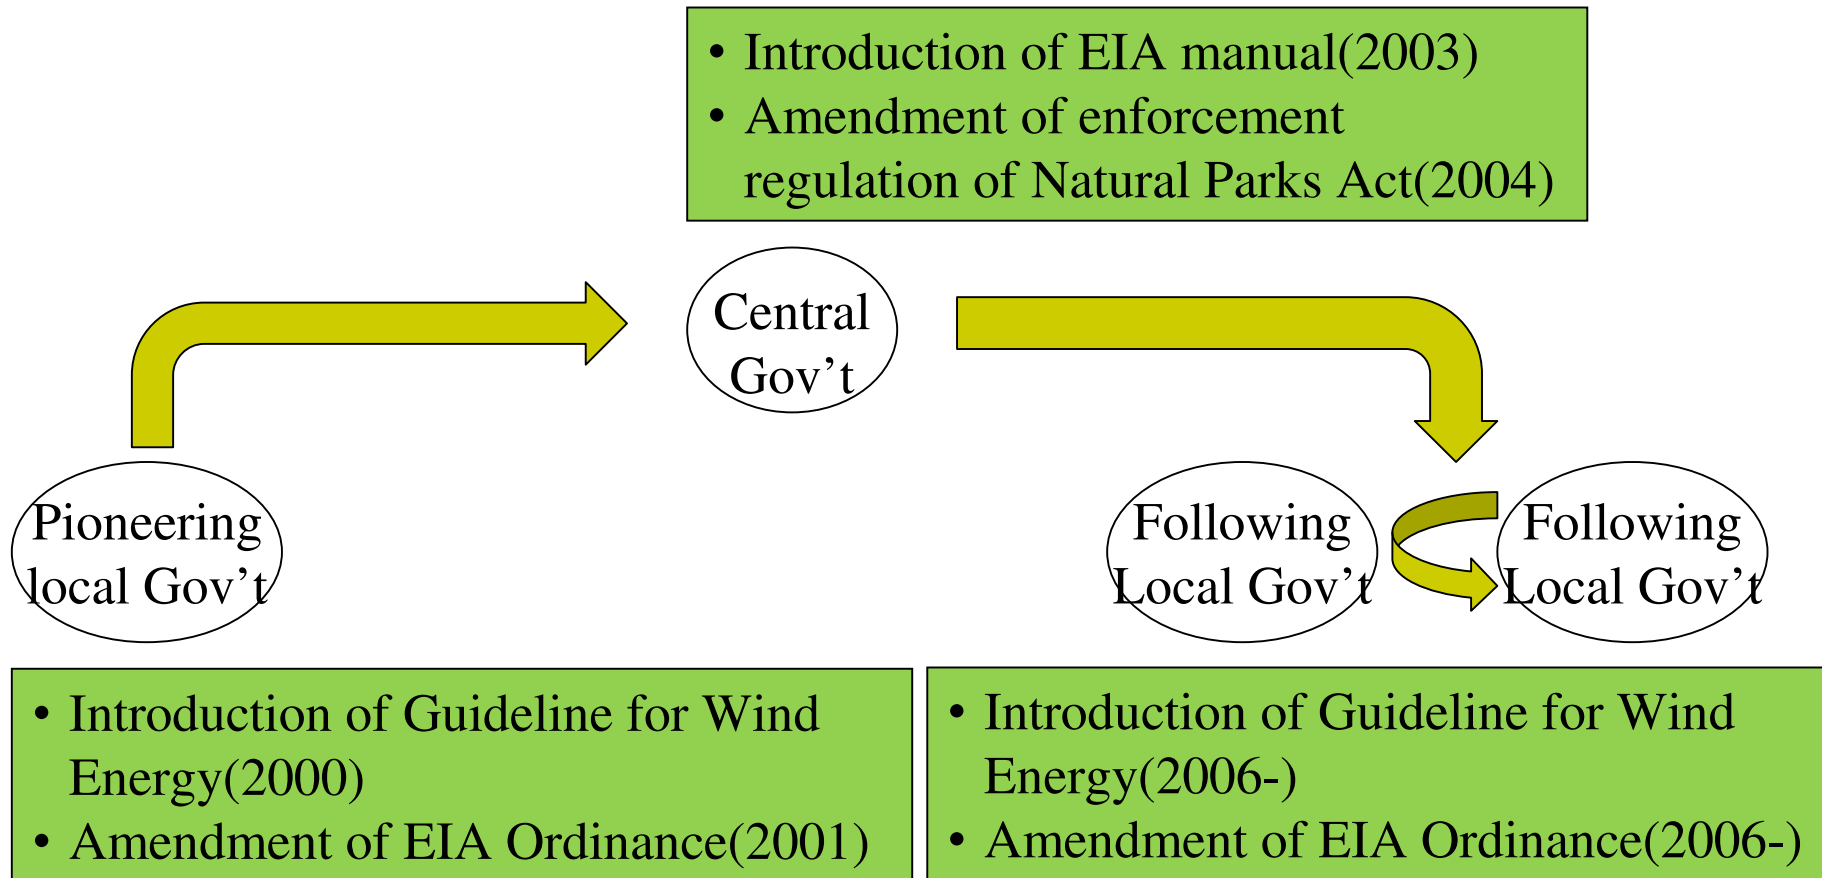 • Introduction of EIA manual(2003)
• Amendment of enforcement
regulation of Natural Parks Act(2004)
Central
Gov’t
Pioneering
local Gov’t
Following
Local Gov’t
Following
Local Gov’t
• Introduction of Guideline for Wind
Energy(2000)
• Amendment of EIA Ordinance(2001)
• Introduction of Guideline for Wind
Energy(2006-)
• Amendment of EIA Ordinance(2006-)